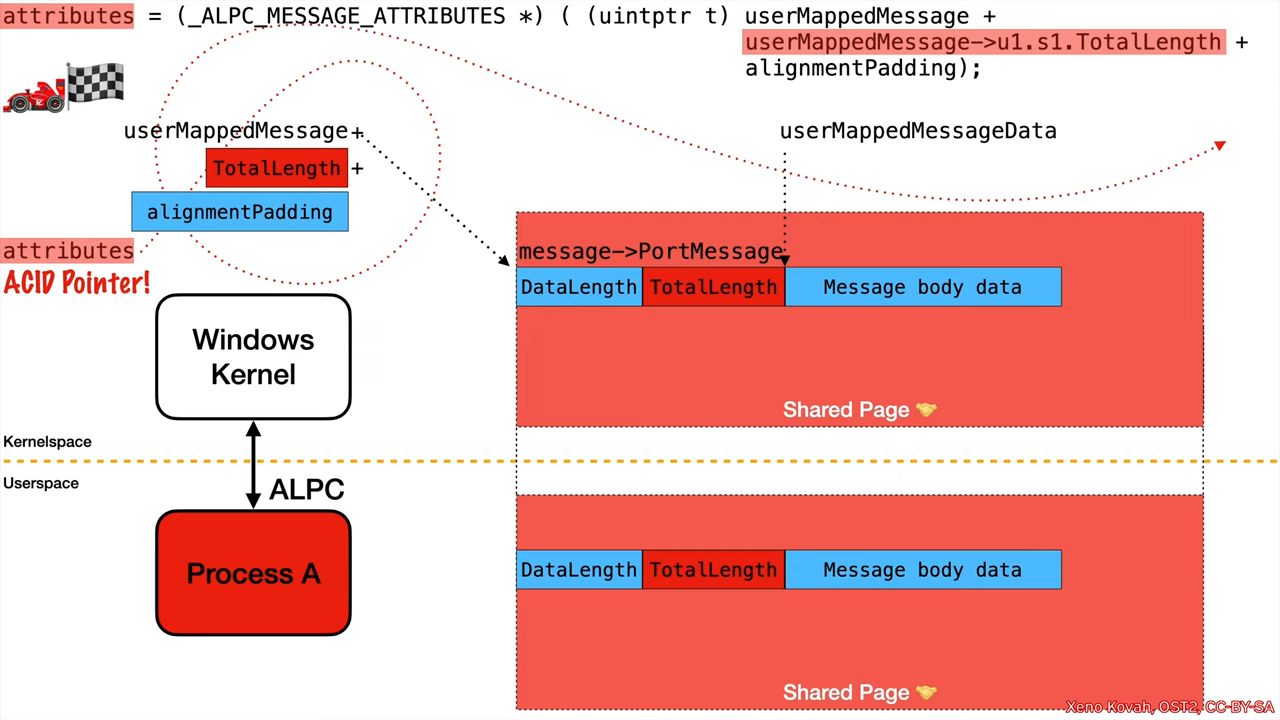 attributes = (_ALPC_MESSAGE_ATTRIBUTES *) ( (uintptr t) userMappedMessage +
userMappedMessage->u1.s1.TotalLength +
alignmentPadding);
userMappedMessage+
userMappedMessageData
TotalLength +
alignmentPadding
attributes
message->PortMessage
ACID Pointer!
DataLength TotalLength Message body data
Windows
Kernel
Shared Page 🤝
Kernelspace
Userspace
ALPC
Process A
DataLength TotalLength Message body data
Shared Page 🤝
Xeno Kovah, OST2, CC-BY-SA